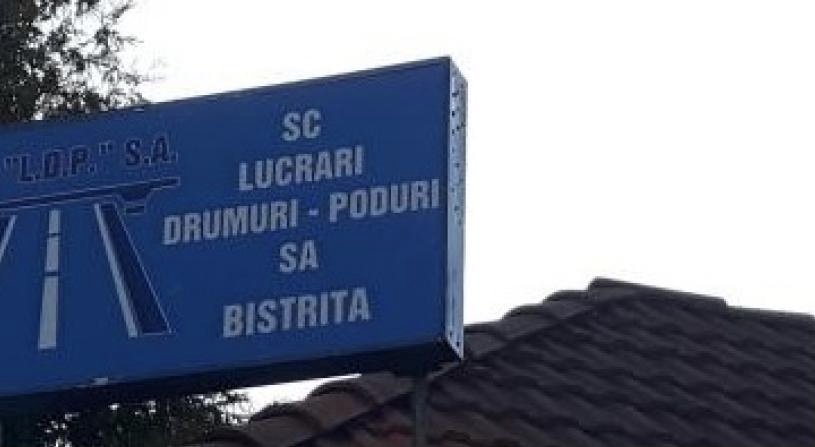 "L.D.P." S.A.
SC
LUCRARI
DRUMURI - PODURI
SA
BISTRITA